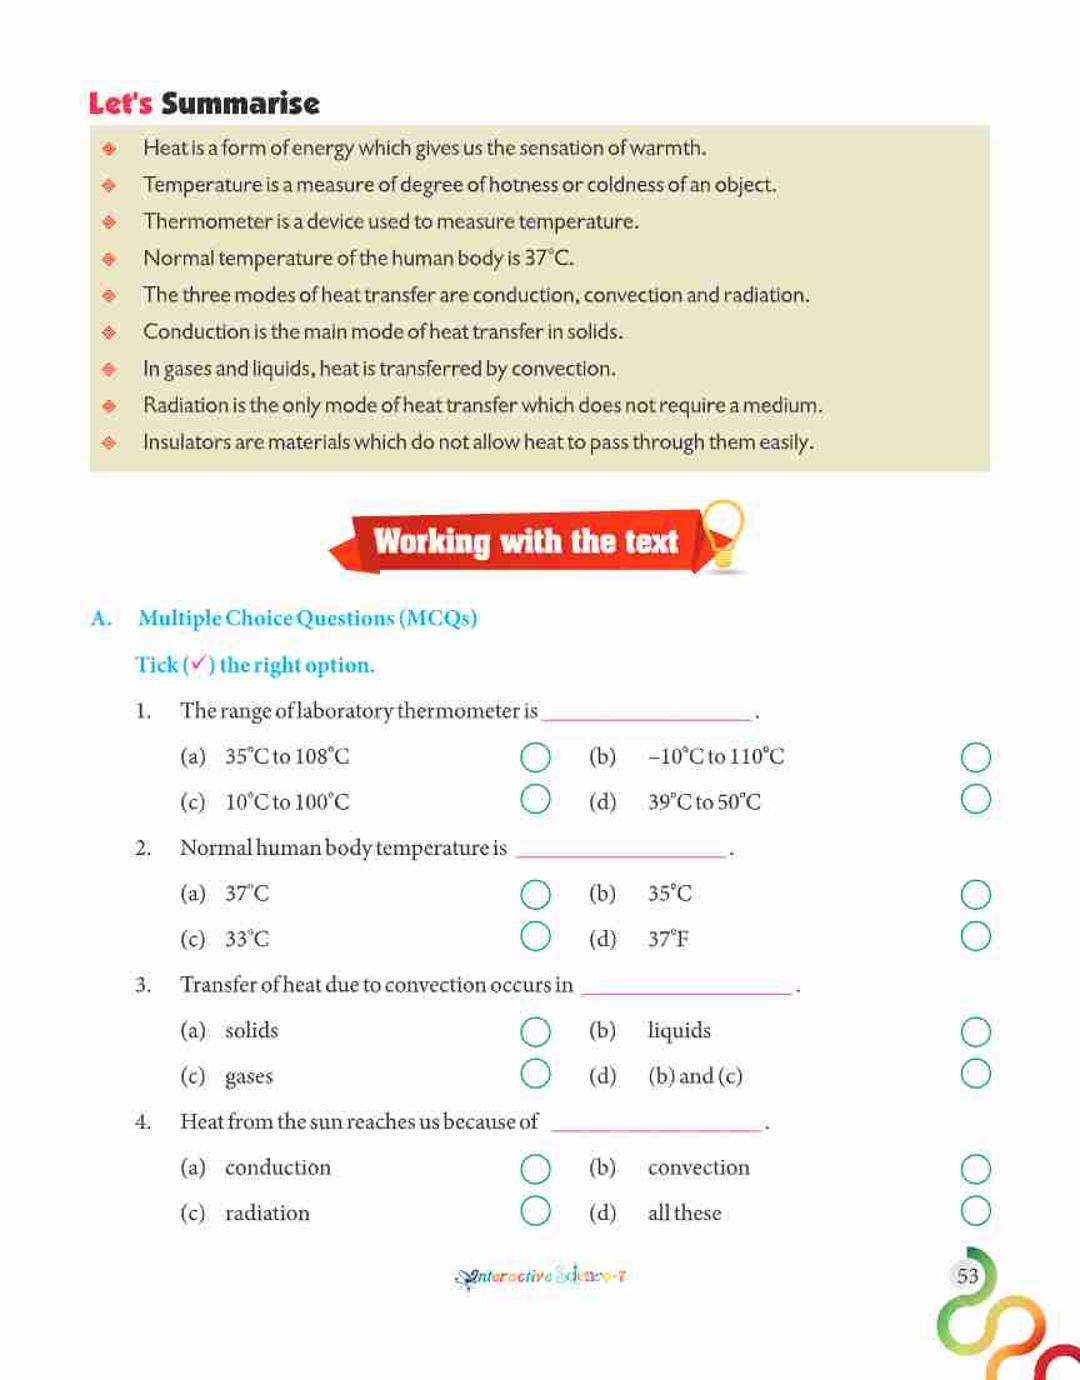 Let's Summarise
Heat is a form of energy which gives us the sensation of warmth.
Temperature is a measure of degree of hotness or coldness of an object.
Thermometer is a device used to measure temperature.
Normal temperature of the human body is 37°C.
The three modes of heat transfer are conduction, convection and radiation.
Conduction is the main mode of heat transfer in solids.
In gases and liquids, heat is transferred by convection.
Radiation is the only mode of heat transfer which does not require a medium.
Insulators are materials which do not allow heat to pass through them easily.
Working with the text
A. Multiple Choice Questions (MCQs)
Tick (✓) the right option.
1. The range of laboratory thermometer is ____________________.
(a) 35°C to 108°C (b) –10°C to 110°C
(c) 10°C to 100°C (d) 39°C to 50°C
2. Normal human body temperature is ____________________.
(a) 37°C (b) 35°C
(c) 33°C (d) 37°F
3. Transfer of heat due to convection occurs in ____________________.
(a) solids (b) liquids
(c) gases (d) (b) and (c)
4. Heat from the sun reaches us because of ____________________.
(a) conduction (b) convection
(c) radiation (d) all these
Interactive Science-7
53